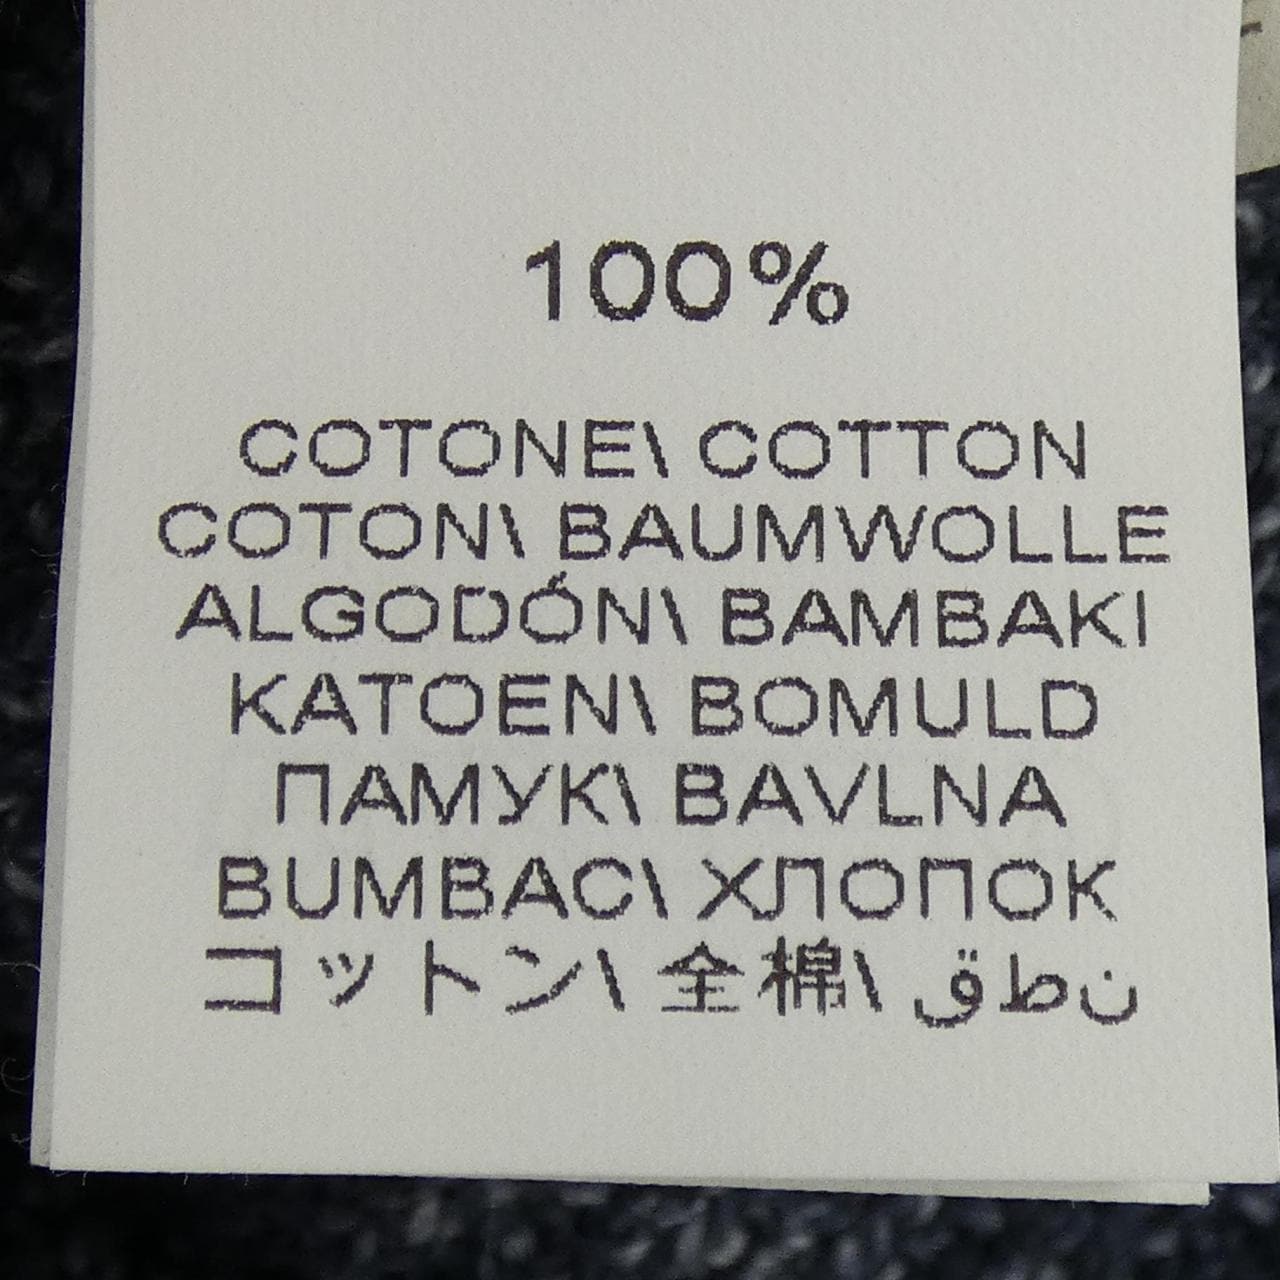 100%
COTONE\ COTTON
COTON\ BAUMWOLLE
ALGODÓN\ BAMBAKI
KATOEN\ BOMULD
ПАМУК\ BAVLNA
BUMBAC\ ХЛОПОК
コットン\ 全棉\ ق ط ن